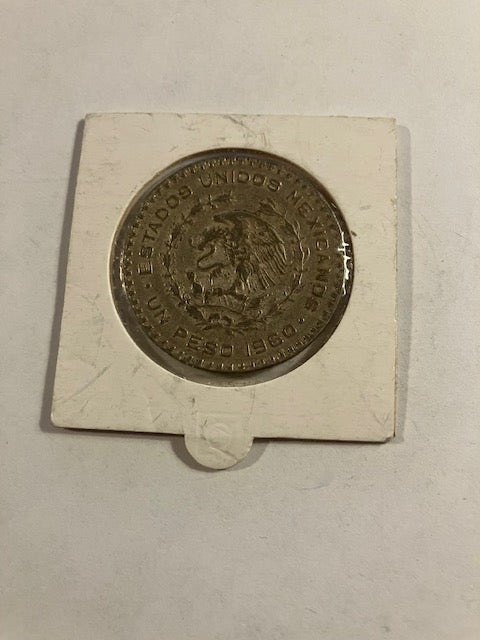 ESTADOS UNIDOS MEXICANOS
· UN PESO 1960 ·